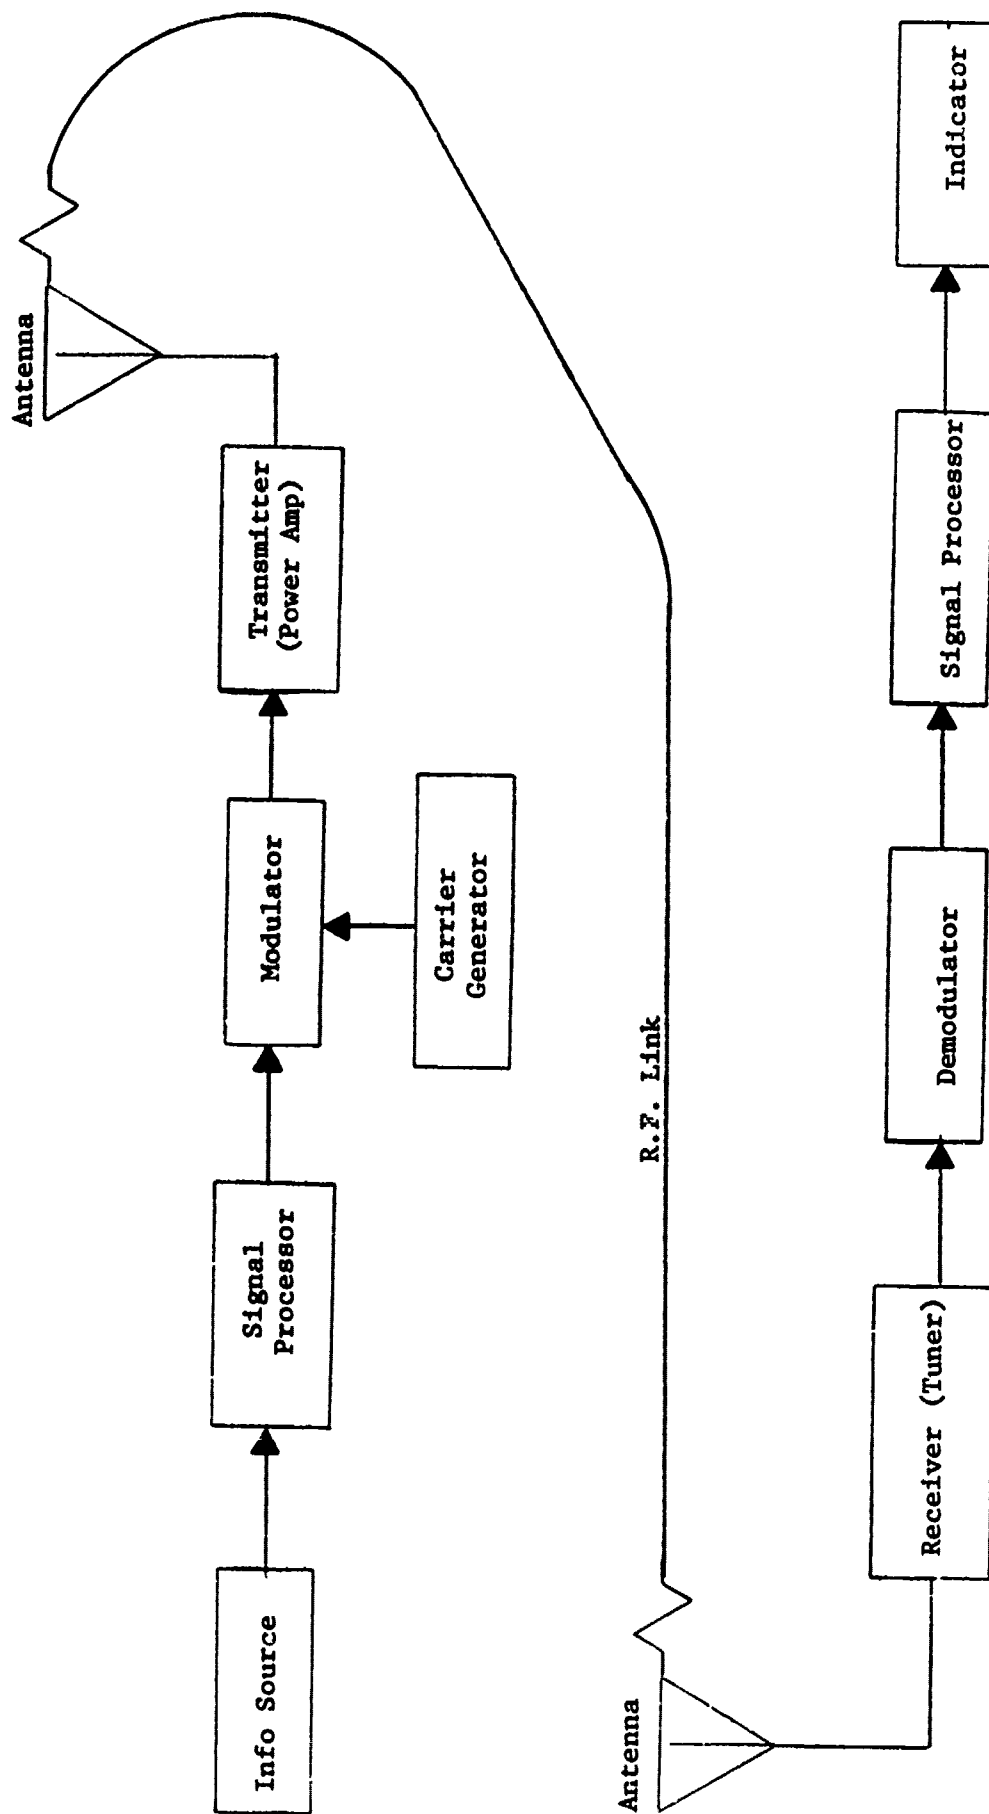 Info Source
Signal
Processor
Modulator
Carrier
Generator
Transmitter
(Power Amp)
Antenna
R.F. Link
Antenna
Receiver (Tuner)
Demodulator
Signal Processor
Indicator